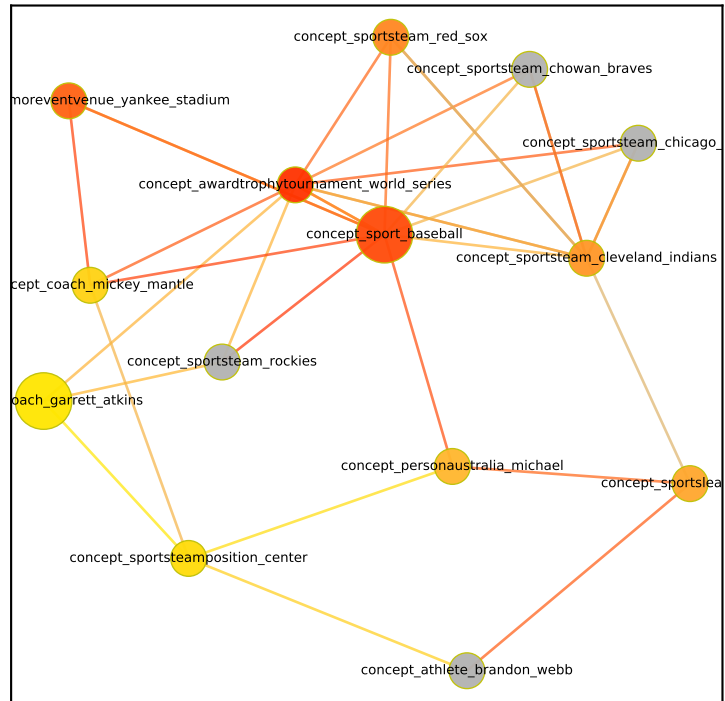 concept_sportsteam_red_sox
concept_sportsteam_chowan_braves
moreventvenue_yankee_stadium
concept_sportsteam_chicago_
concept_awardtrophytournament_world_series
concept_sport_baseball
concept_sportsteam_cleveland_indians
cept_coach_mickey_mantle
concept_sportsteam_rockies
oach_garrett_atkins
concept_personaustralia_michael
concept_sportslea
concept_sportsteamposition_center
concept_athlete_brandon_webb